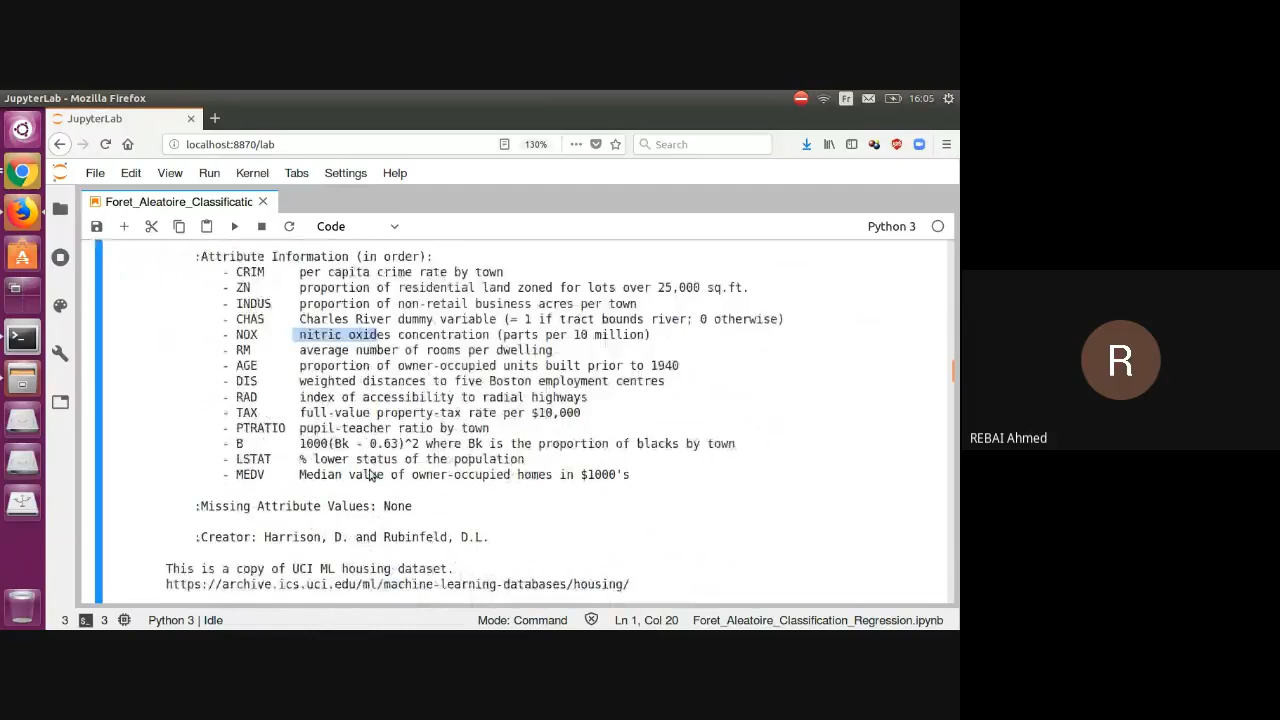 JupyterLab - Mozilla Firefox
Fr
16:05
JupyterLab
localhost:8870/lab
130%
Search
File Edit View Run Kernel Tabs Settings Help
Foret_Aleatoire_Classificatic
Code
Python 3
:Attribute Information (in order):
- CRIM per capita crime rate by town
- ZN proportion of residential land zoned for lots over 25,000 sq.ft.
- INDUS proportion of non-retail business acres per town
- CHAS Charles River dummy variable (= 1 if tract bounds river; 0 otherwise)
- NOX nitric oxides concentration (parts per 10 million)
- RM average number of rooms per dwelling
- AGE proportion of owner-occupied units built prior to 1940
- DIS weighted distances to five Boston employment centres
- RAD index of accessibility to radial highways
- TAX full-value property-tax rate per $10,000
- PTRATIO pupil-teacher ratio by town
- B 1000(Bk - 0.63)^2 where Bk is the proportion of blacks by town
- LSTAT % lower status of the population
- MEDV Median value of owner-occupied homes in $1000's
:Missing Attribute Values: None
:Creator: Harrison, D. and Rubinfeld, D.L.
This is a copy of UCI ML housing dataset.
https://archive.ics.uci.edu/ml/machine-learning-databases/housing/
3 3 Python 3 | Idle
Mode: Command
Ln 1, Col 20
Foret_Aleatoire_Classification_Regression.ipynb
R
REBAI Ahmed